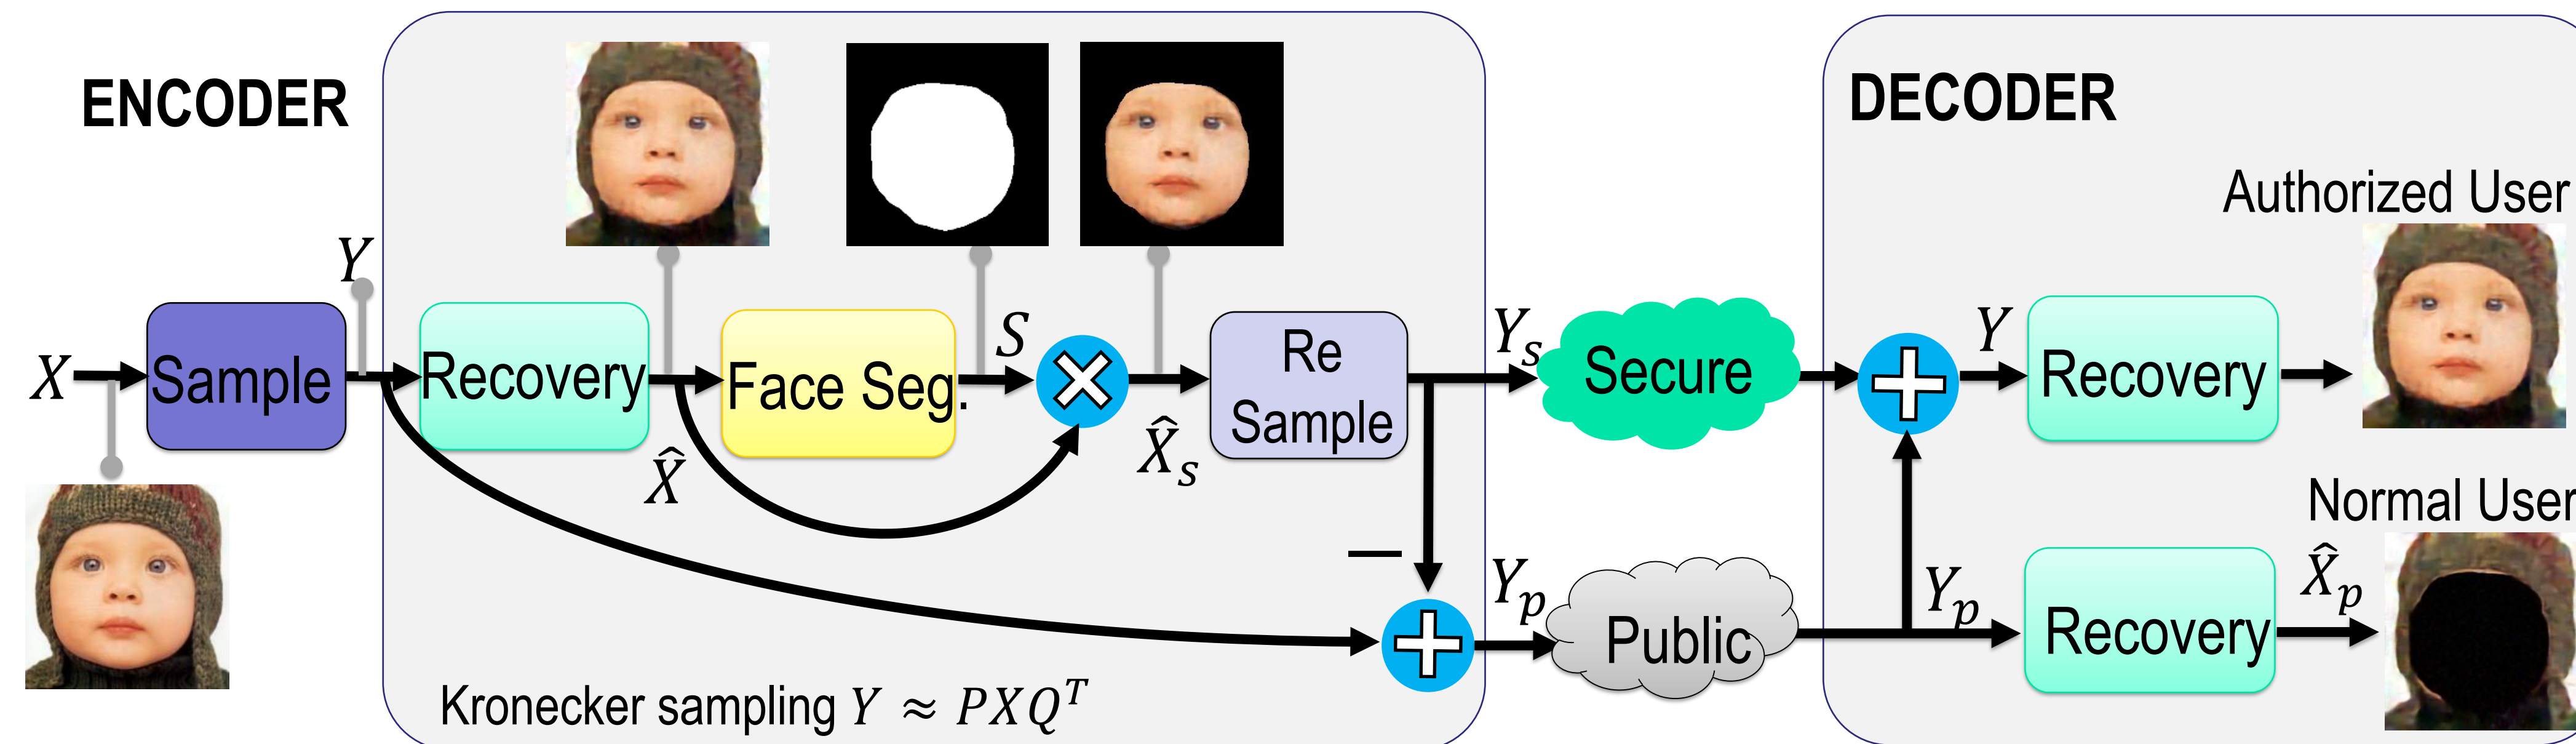 ENCODER
DECODER
Authorized User
Y
X
Sample
Recovery
Face Seg.
S
Re
Sample
Y_s
Secure
Y
Recovery
X̂
X̂_s
Normal User
—
Y_p
Public
Y_p
Recovery
X̂_p
Kronecker sampling Y ≈ PXQ^T